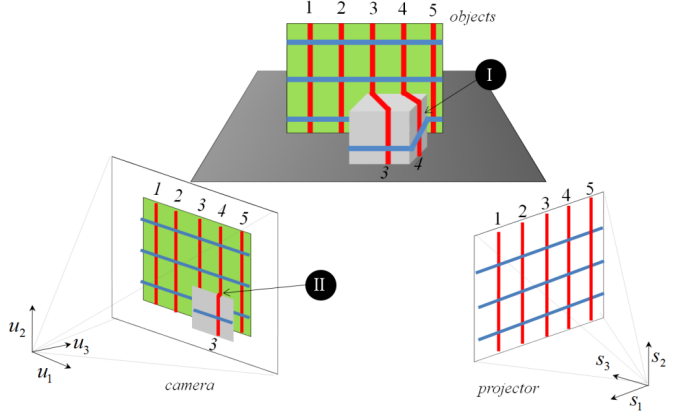 1 2 3 4 5
objects
I
3 4
1 2 3 4 5
3
II
u2
u3
u1
camera
1 2 3 4 5
projector
s3
s2
s1